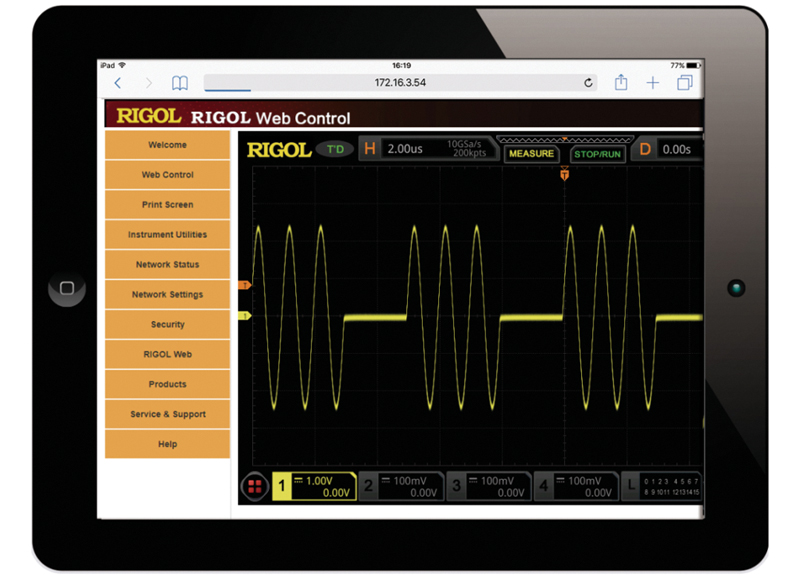 iPad
16:19
77%
172.16.3.54
RIGOL RIGOL Web Control
Welcome
Web Control
Print Screen
Instrument Utilities
Network Status
Network Settings
Security
RIGOL Web
Products
Service & Support
Help
RIGOL T'D H 2.00us 10GSa/s
200kpts
MEASURE STOP/RUN D 0.00s
T
T
1
1 1.00V
0.00V
2 100mV
0.00V
3 100mV
0.00V
4 100mV
0.00V
L 0 1 2 3 4 5 6 7
8 9 10 11 12 13 14 15